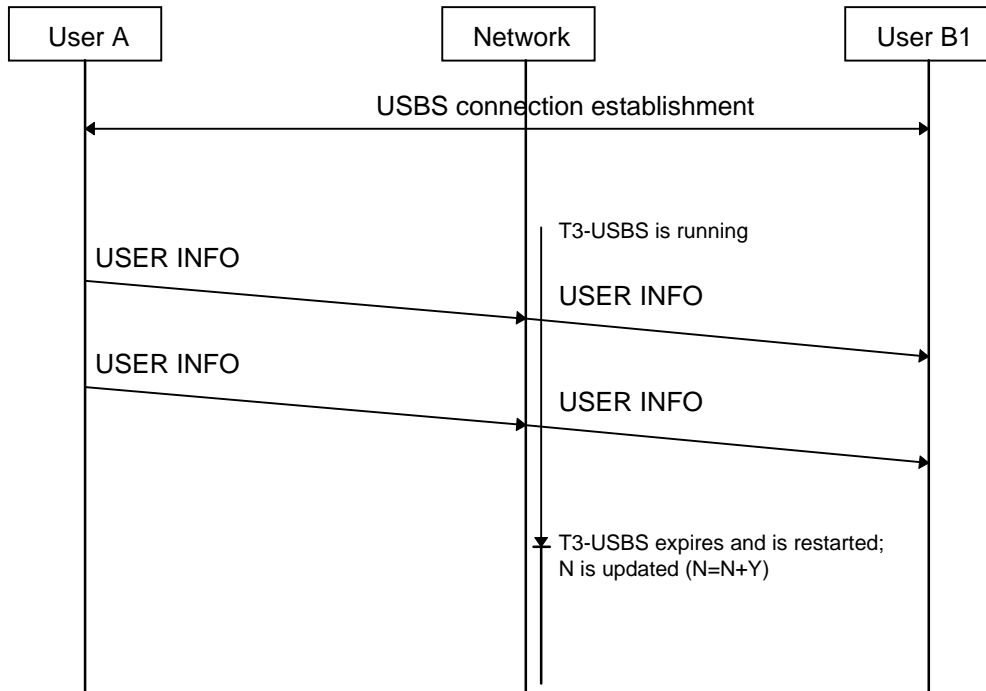 User A
Network
User B1
USBS connection establishment
T3-USBS is running
USER INFO
USER INFO
USER INFO
USER INFO
T3-USBS expires and is restarted;
N is updated (N=N+Y)